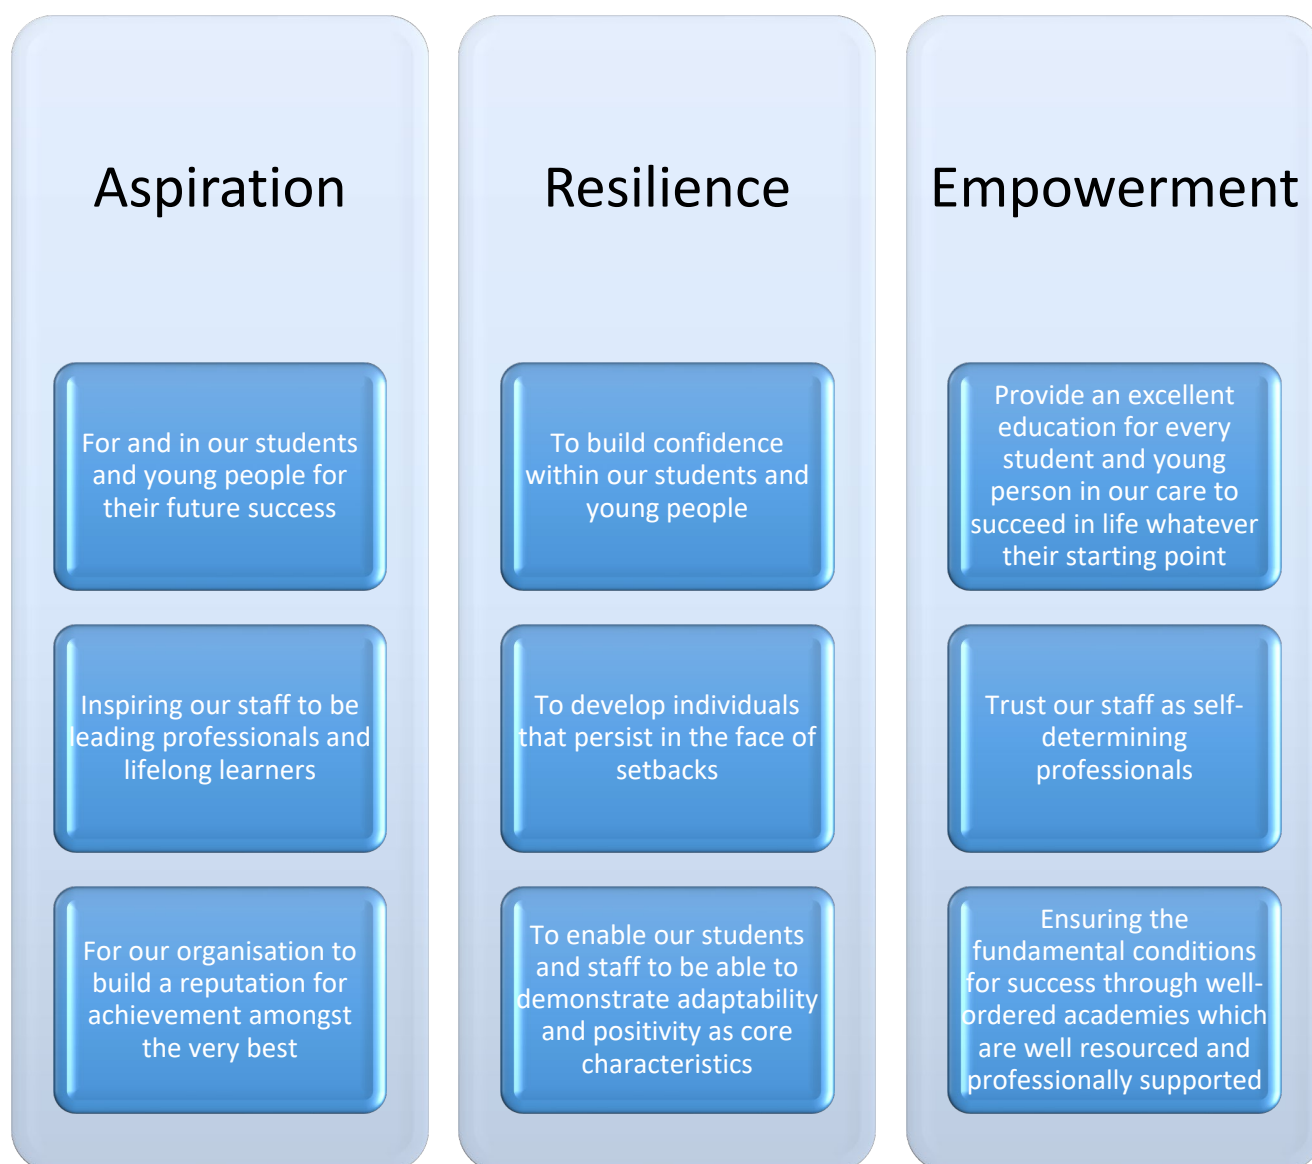 Aspiration
For and in our students
and young people for
their future success
Inspiring our staff to be
leading professionals and
lifelong learners
For our organisation to
build a reputation for
achievement amongst
the very best
Resilience
To build confidence
within our students and
young people
To develop individuals
that persist in the face of
setbacks
To enable our students
and staff to be able to
demonstrate adaptability
and positivity as core
characteristics
Empowerment
Provide an excellent
education for every
student and young
person in our care to
succeed in life whatever
their starting point
Trust our staff as self-
determining
professionals
Ensuring the
fundamental conditions
for success through well-
ordered academies which
are well resourced and
professionally supported